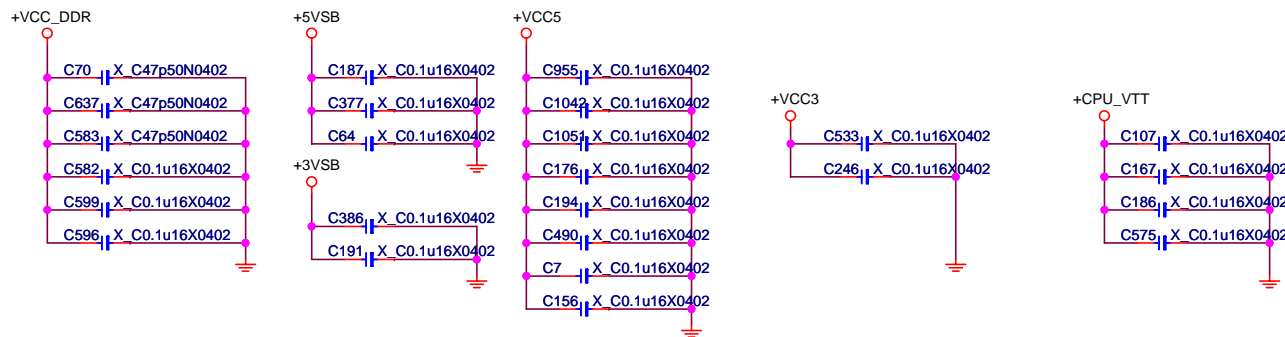 +VCC_DDR
C70 X_C47p50N0402
C637 X_C47p50N0402
C583 X_C47p50N0402
C582 X_C0.1u16X0402
C599 X_C0.1u16X0402
C596 X_C0.1u16X0402
+5VSB
C187 X_C0.1u16X0402
C377 X_C0.1u16X0402
C64 X_C0.1u16X0402
+3VSB
C386 X_C0.1u16X0402
C191 X_C0.1u16X0402
+VCC5
C955 X_C0.1u16X0402
C1042 X_C0.1u16X0402
C1051 X_C0.1u16X0402
C176 X_C0.1u16X0402
C194 X_C0.1u16X0402
C490 X_C0.1u16X0402
C7 X_C0.1u16X0402
C156 X_C0.1u16X0402
+VCC3
C533 X_C0.1u16X0402
C246 X_C0.1u16X0402
+CPU_VTT
C107 X_C0.1u16X0402
C167 X_C0.1u16X0402
C186 X_C0.1u16X0402
C575 X_C0.1u16X0402